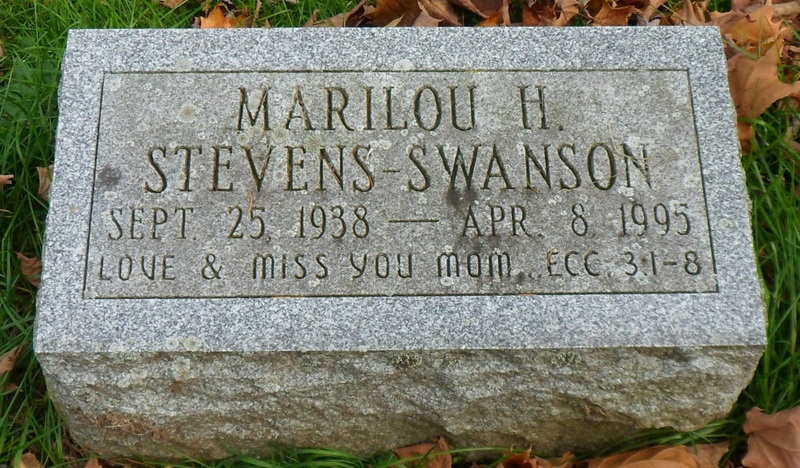 MARILOU H.
STEVENS-SWANSON
SEPT. 25, 1938 — APR. 8, 1995
LOVE & MISS YOU MOM. ECC. 3:1-8